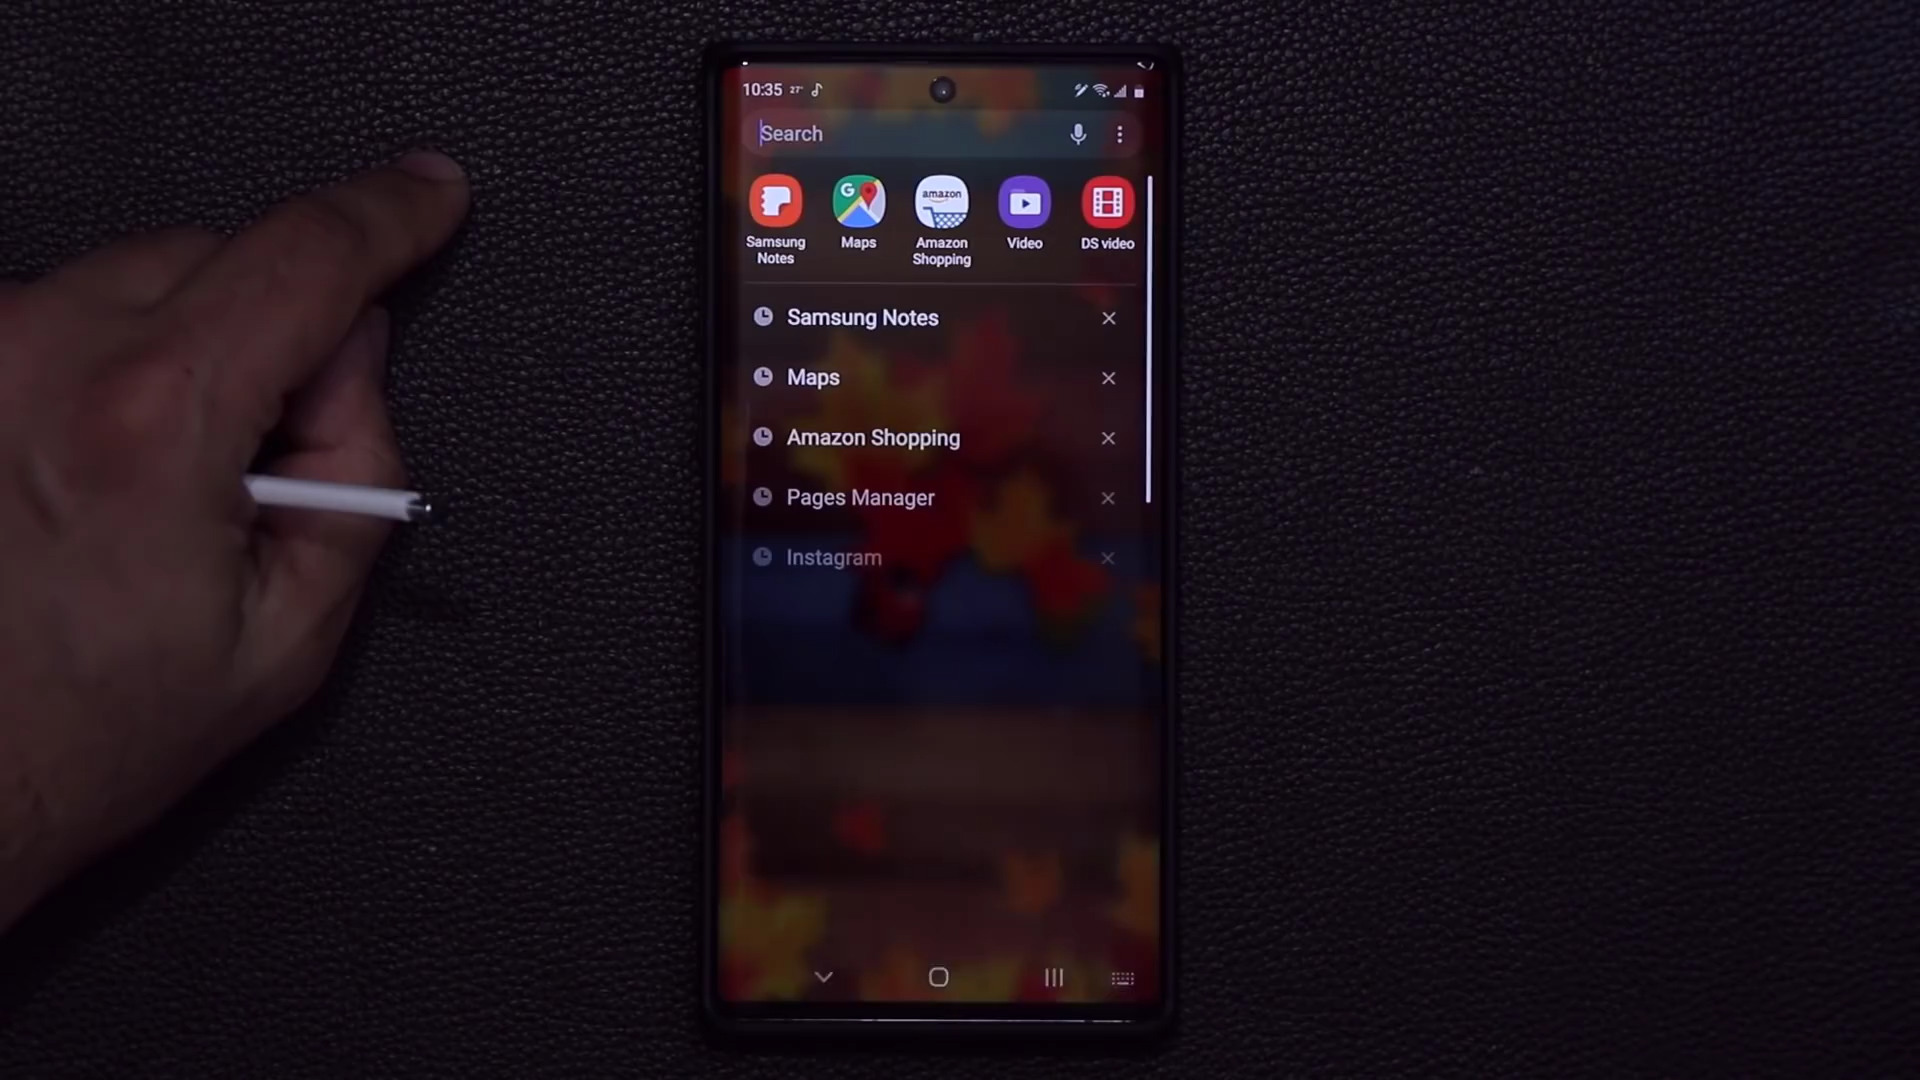 10:35 27°
Search
amazon
Samsung Notes
Maps
Amazon Shopping
Video
DS video
Samsung Notes
Maps
Amazon Shopping
Pages Manager
Instagram